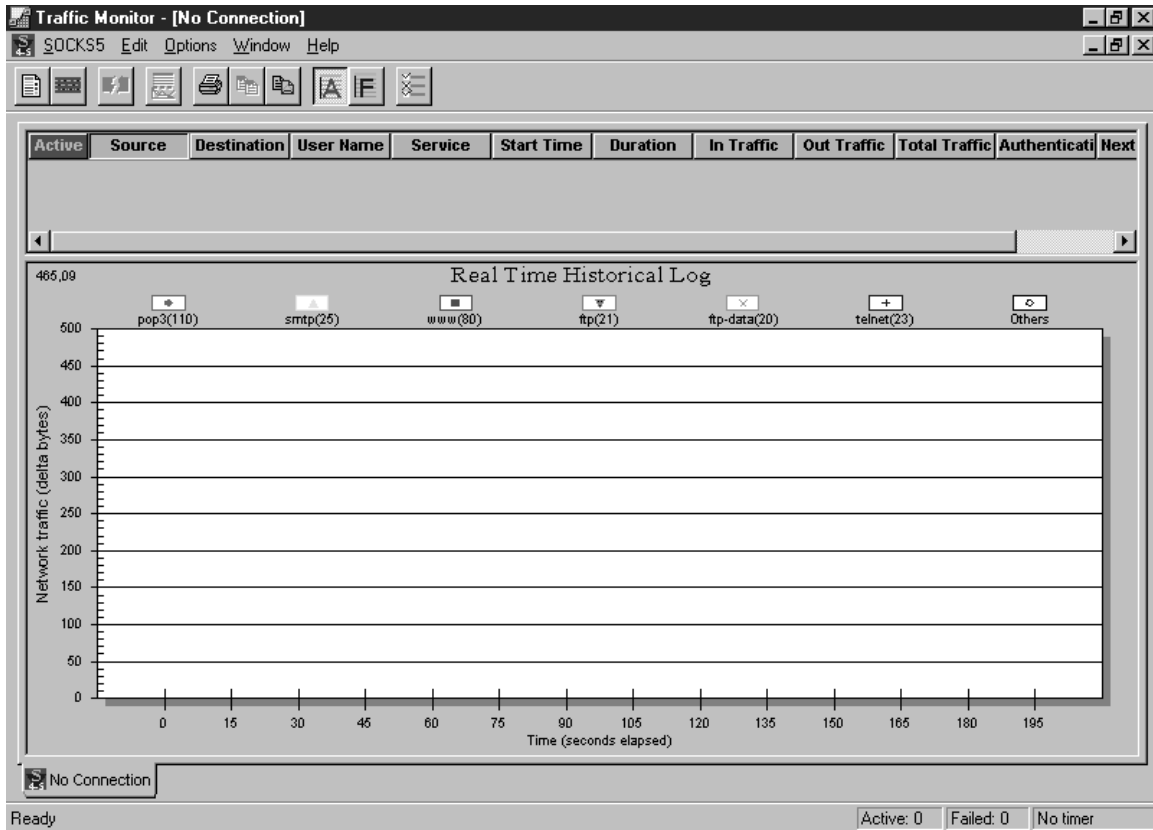 Traffic Monitor - [No Connection]
SOCKS5 Edit Options Window Help
A F
Active Source Destination User Name Service Start Time Duration In Traffic Out Traffic Total Traffic Authenticati Next
465,09
Real Time Historical Log
pop3(110) smtp(25) www(80) ftp(21) ftp-data(20) telnet(23) Others
Network traffic (delta bytes)
500
450
400
350
300
250
200
150
100
50
0
0 15 30 45 60 75 90 105 120 135 150 165 180 195
Time (seconds elapsed)
No Connection
Ready Active: 0 Failed: 0 No timer